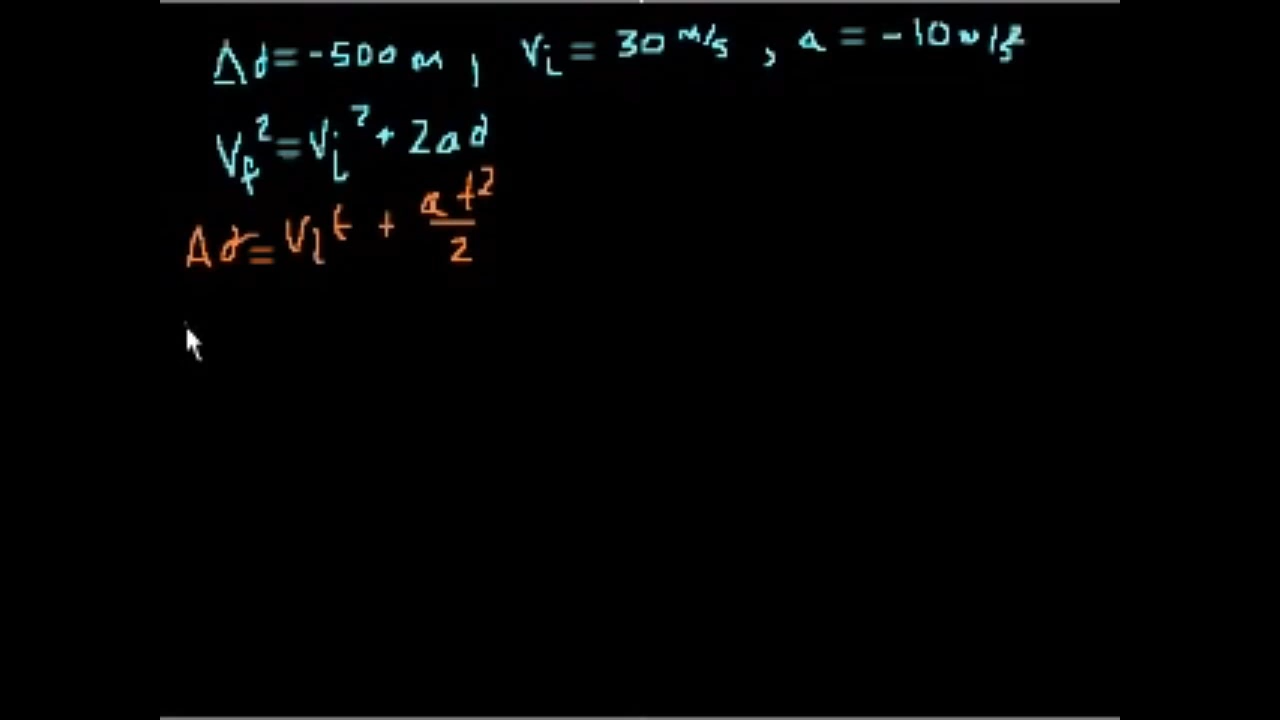 Δd = -500 m, Vi = 30 m/s, a = -10 m/s²
Vf² = Vi² + 2ad
Δd = Vit + at²/2